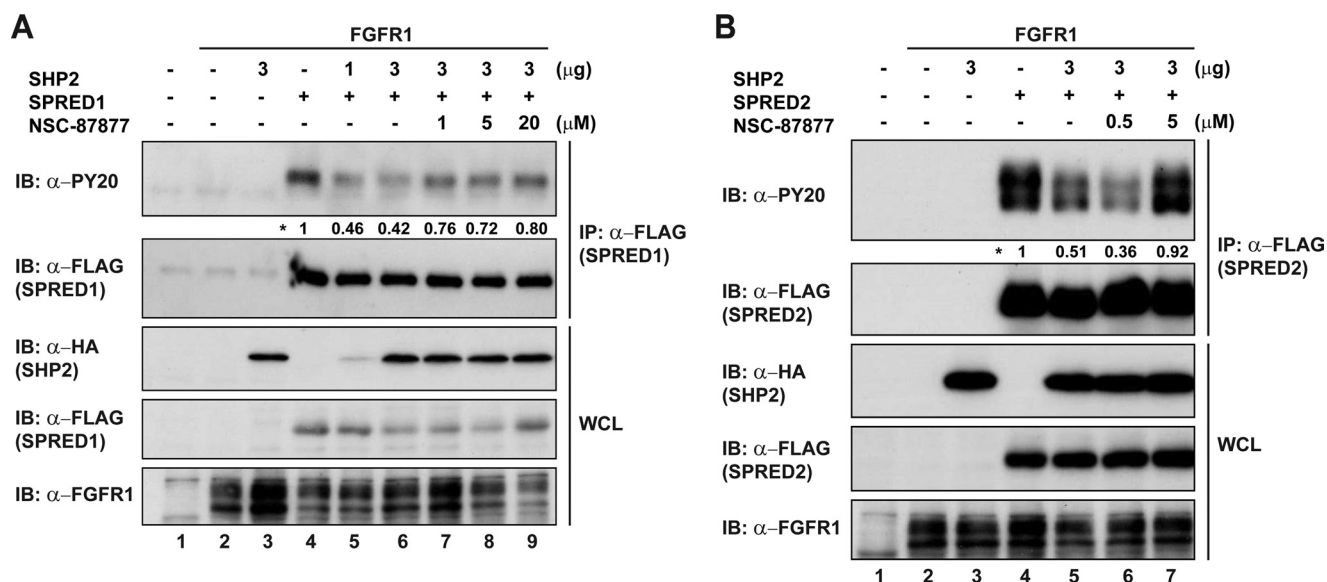 A
FGFR1
SHP2 - - 3 - 1 3 3 3 3 (μg)
SPRED1 - - - + + + + + +
NSC-87877 - - - - - - 1 5 20 (μM)
IB: α–PY20
* 1 0.46 0.42 0.76 0.72 0.80
IP: α–FLAG
(SPRED1)
IB: α–FLAG
(SPRED1)
IB: α–HA
(SHP2)
IB: α–FLAG
(SPRED1)
WCL
IB: α–FGFR1
1 2 3 4 5 6 7 8 9
B
FGFR1
SHP2 - - 3 - 3 3 3 (μg)
SPRED2 - - - + + + +
NSC-87877 - - - - - 0.5 5 (μM)
IB: α–PY20
* 1 0.51 0.36 0.92
IP: α–FLAG
(SPRED2)
IB: α–FLAG
(SPRED2)
IB: α–HA
(SHP2)
IB: α–FLAG
(SPRED2)
WCL
IB: α–FGFR1
1 2 3 4 5 6 7